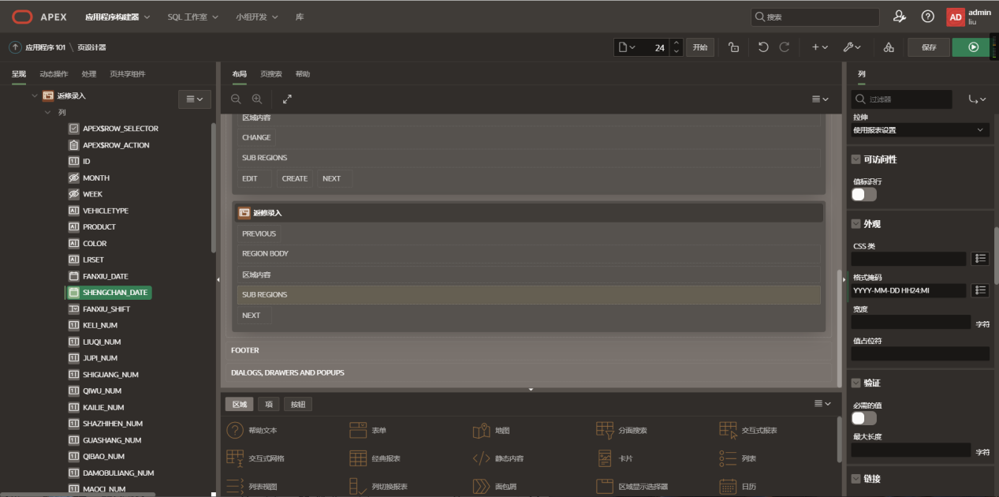 APEX 应用程序构建器 SQL 工作室 小组开发 库 搜索 AD admin
liu
应用程序 101 \ 页设计器 24 开始 保存
呈现 动态操作 处理 页共享组件
返修录入
列
APEX$ROW_SELECTOR
APEX$ROW_ACTION
ID
MONTH
WEEK
VEHICLETYPE
PRODUCT
COLOR
LRSET
FANXIU_DATE
SHENGCHAN_DATE
FANXIU_SHIFT
KELI_NUM
LIUQI_NUM
JUPI_NUM
SHIGUANG_NUM
QIWU_NUM
KAILIE_NUM
SHAZHIHEN_NUM
GUASHANG_NUM
QIBAO_NUM
DAMOBULIANG_NUM
MAOCI_NUM
布局 页搜索 帮助
区域内容
CHANGE
SUB REGIONS
EDIT CREATE NEXT
返修录入
PREVIOUS
REGION BODY
区域内容
SUB REGIONS
NEXT
FOOTER
DIALOGS, DRAWERS AND POPUPS
区域 项 按钮
帮助文本 表单 地图 分面搜索 交互式报表
交互式网格 经典报表 静态内容 卡片 列表
列表视图 列切换报表 面包屑 区域显示选择器 日历
列
过滤器
拉伸
使用报表设置
可访问性
值标识行
外观
CSS 类
格式掩码
YYYY-MM-DD HH24:MI
宽度
字符
值占位符
验证
必需的值
最大长度
字符
链接